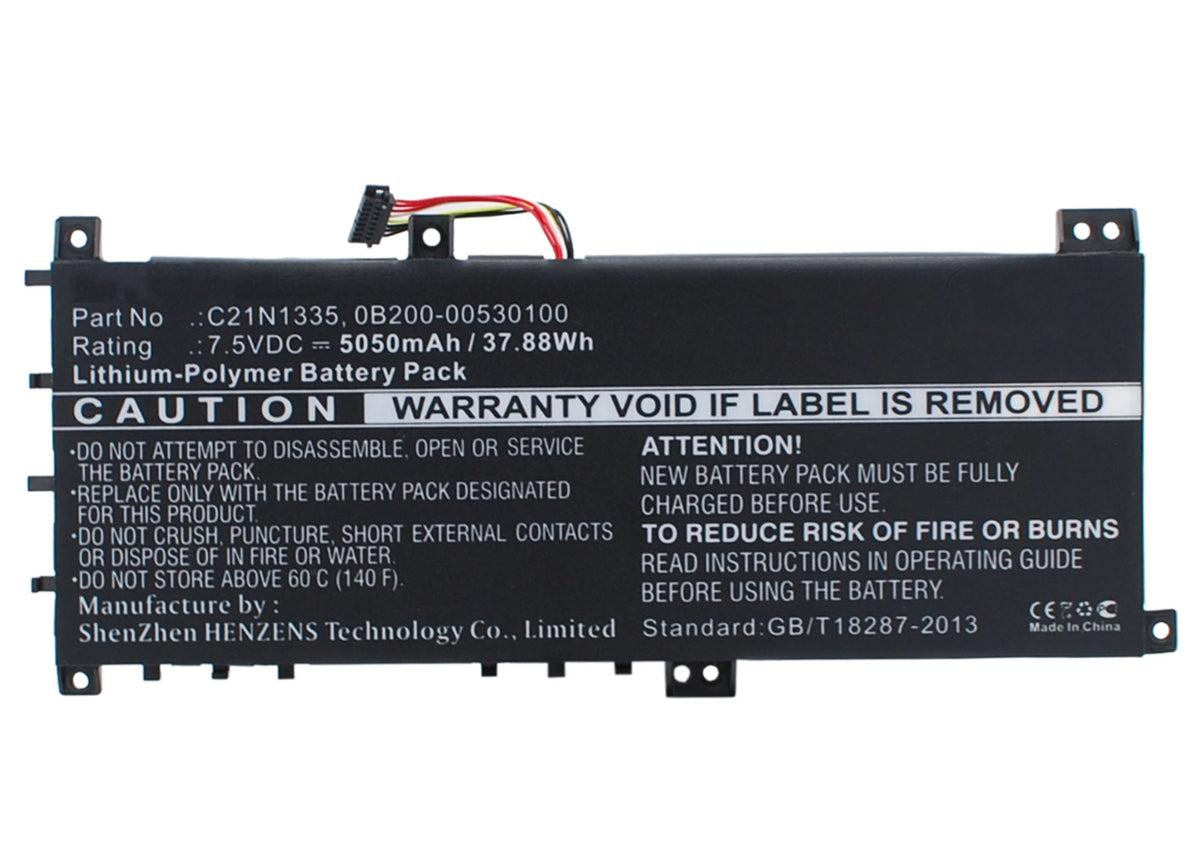 Part No .: C21N1335, 0B200-00530100
Rating .: 7.5VDC ⎓ 5050mAh / 37.88Wh
Lithium-Polymer Battery Pack
CAUTION WARRANTY VOID IF LABEL IS REMOVED
·DO NOT ATTEMPT TO DISASSEMBLE, OPEN OR SERVICE
THE BATTERY PACK.
·REPLACE ONLY WITH THE BATTERY PACK DESIGNATED
FOR THIS PRODUCT.
·DO NOT CRUSH, PUNCTURE, SHORT EXTERNAL CONTACTS
OR DISPOSE OF IN FIRE OR WATER.
·DO NOT STORE ABOVE 60°C (140 F).
Manufacture by :
ShenZhen HENZENS Technology Co., Limited
ATTENTION!
NEW BATTERY PACK MUST BE FULLY
CHARGED BEFORE USE.
TO REDUCE RISK OF FIRE OR BURNS
READ INSTRUCTIONS IN OPERATING GUIDE
BEFORE USING THE BATTERY.
Standard:GB/T18287-2013
CE
Made In China